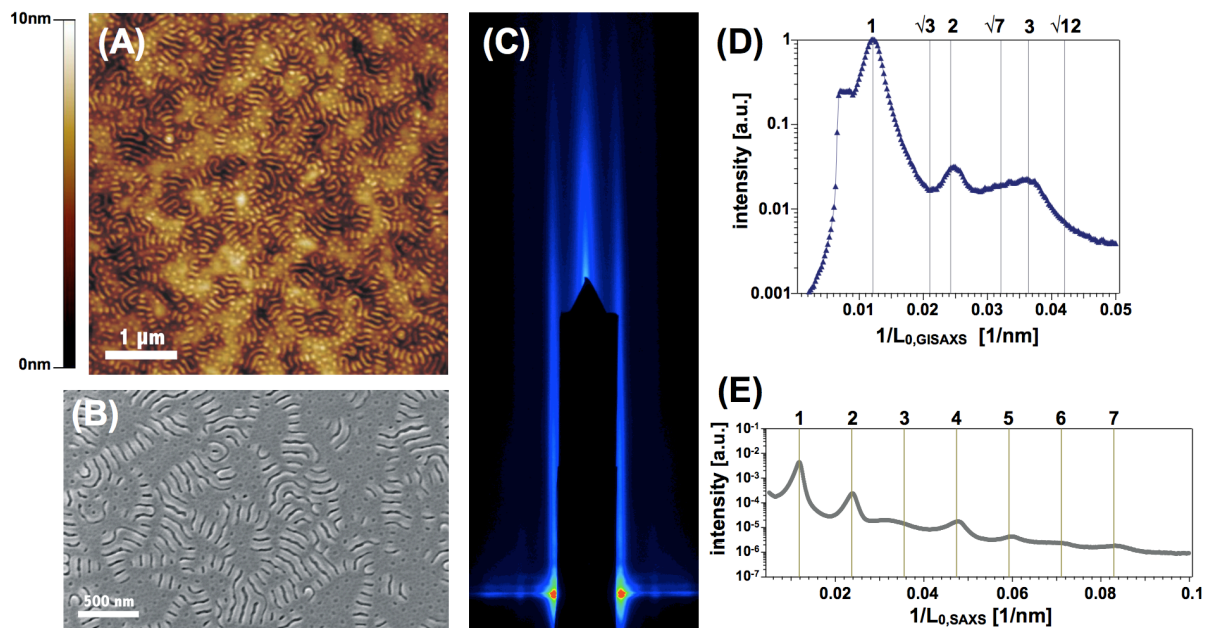 10nm
0nm
(A)
1 µm
(B)
500 nm
(C)
(D)
1 √3 2 √7 3 √12
1
0.1
0.01
0.001
intensity [a.u.]
0.01 0.02 0.03 0.04 0.05
1/L0,GISAXS [1/nm]
(E)
1 2 3 4 5 6 7
10-1
10-2
10-3
10-4
10-5
10-6
10-7
intensity [a.u.]
0.02 0.04 0.06 0.08 0.1
1/L0,SAXS [1/nm]